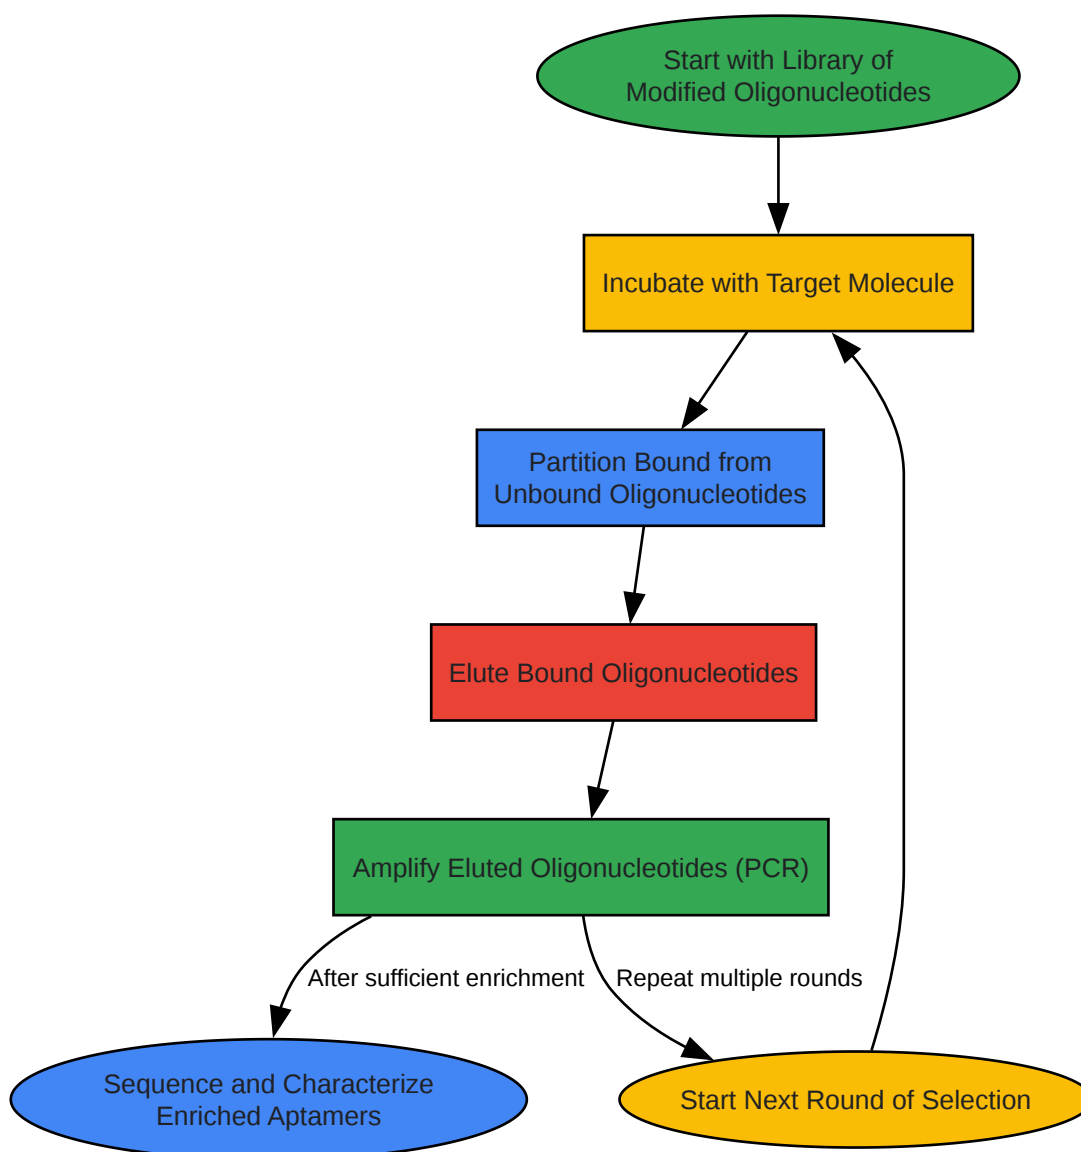 Start with Library of
Modified Oligonucleotides
Incubate with Target Molecule
Partition Bound from
Unbound Oligonucleotides
Elute Bound Oligonucleotides
Amplify Eluted Oligonucleotides (PCR)
After sufficient enrichment
Repeat multiple rounds
Sequence and Characterize
Enriched Aptamers
Start Next Round of Selection